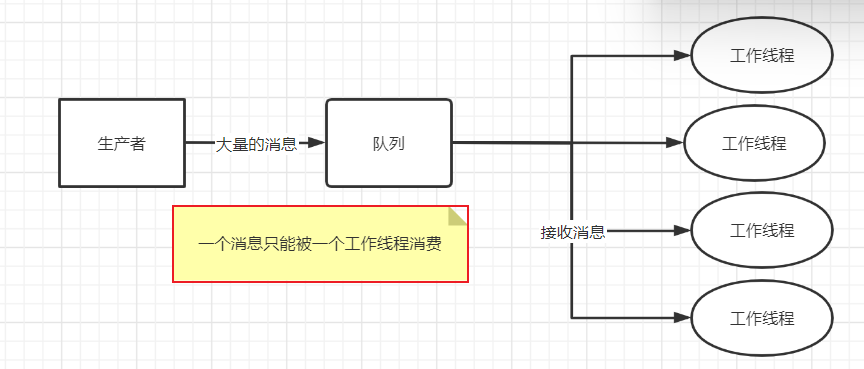 生产者
大量的消息
队列
一个消息只能被一个工作线程消费
接收消息
工作线程
工作线程
工作线程
工作线程